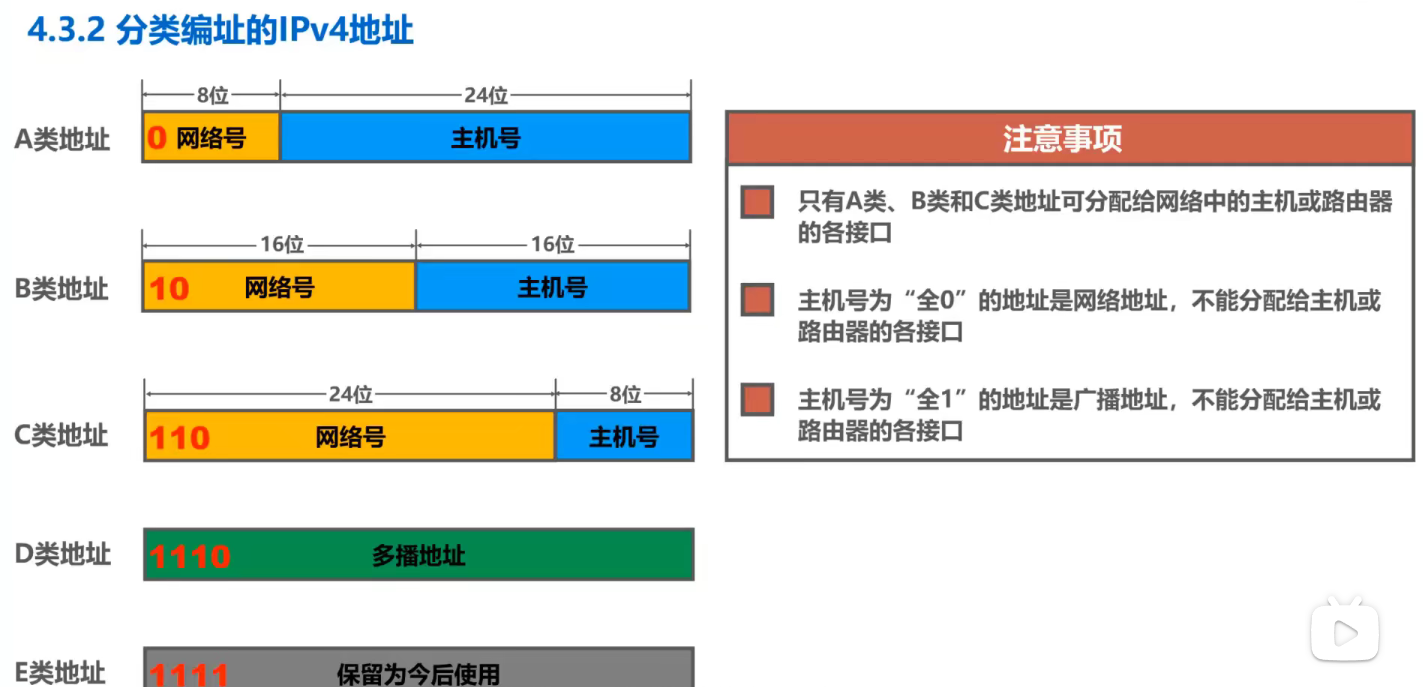 4.3.2 分类编址的IPv4地址
8位
24位
A类地址
0 网络号
主机号
16位
16位
B类地址
10 网络号
主机号
24位
8位
C类地址
110 网络号
主机号
D类地址
1110 多播地址
E类地址
1111 保留为今后使用
注意事项
只有A类、B类和C类地址可分配给网络中的主机或路由器
的各接口
主机号为“全0”的地址是网络地址，不能分配给主机或
路由器的各接口
主机号为“全1”的地址是广播地址，不能分配给主机或
路由器的各接口